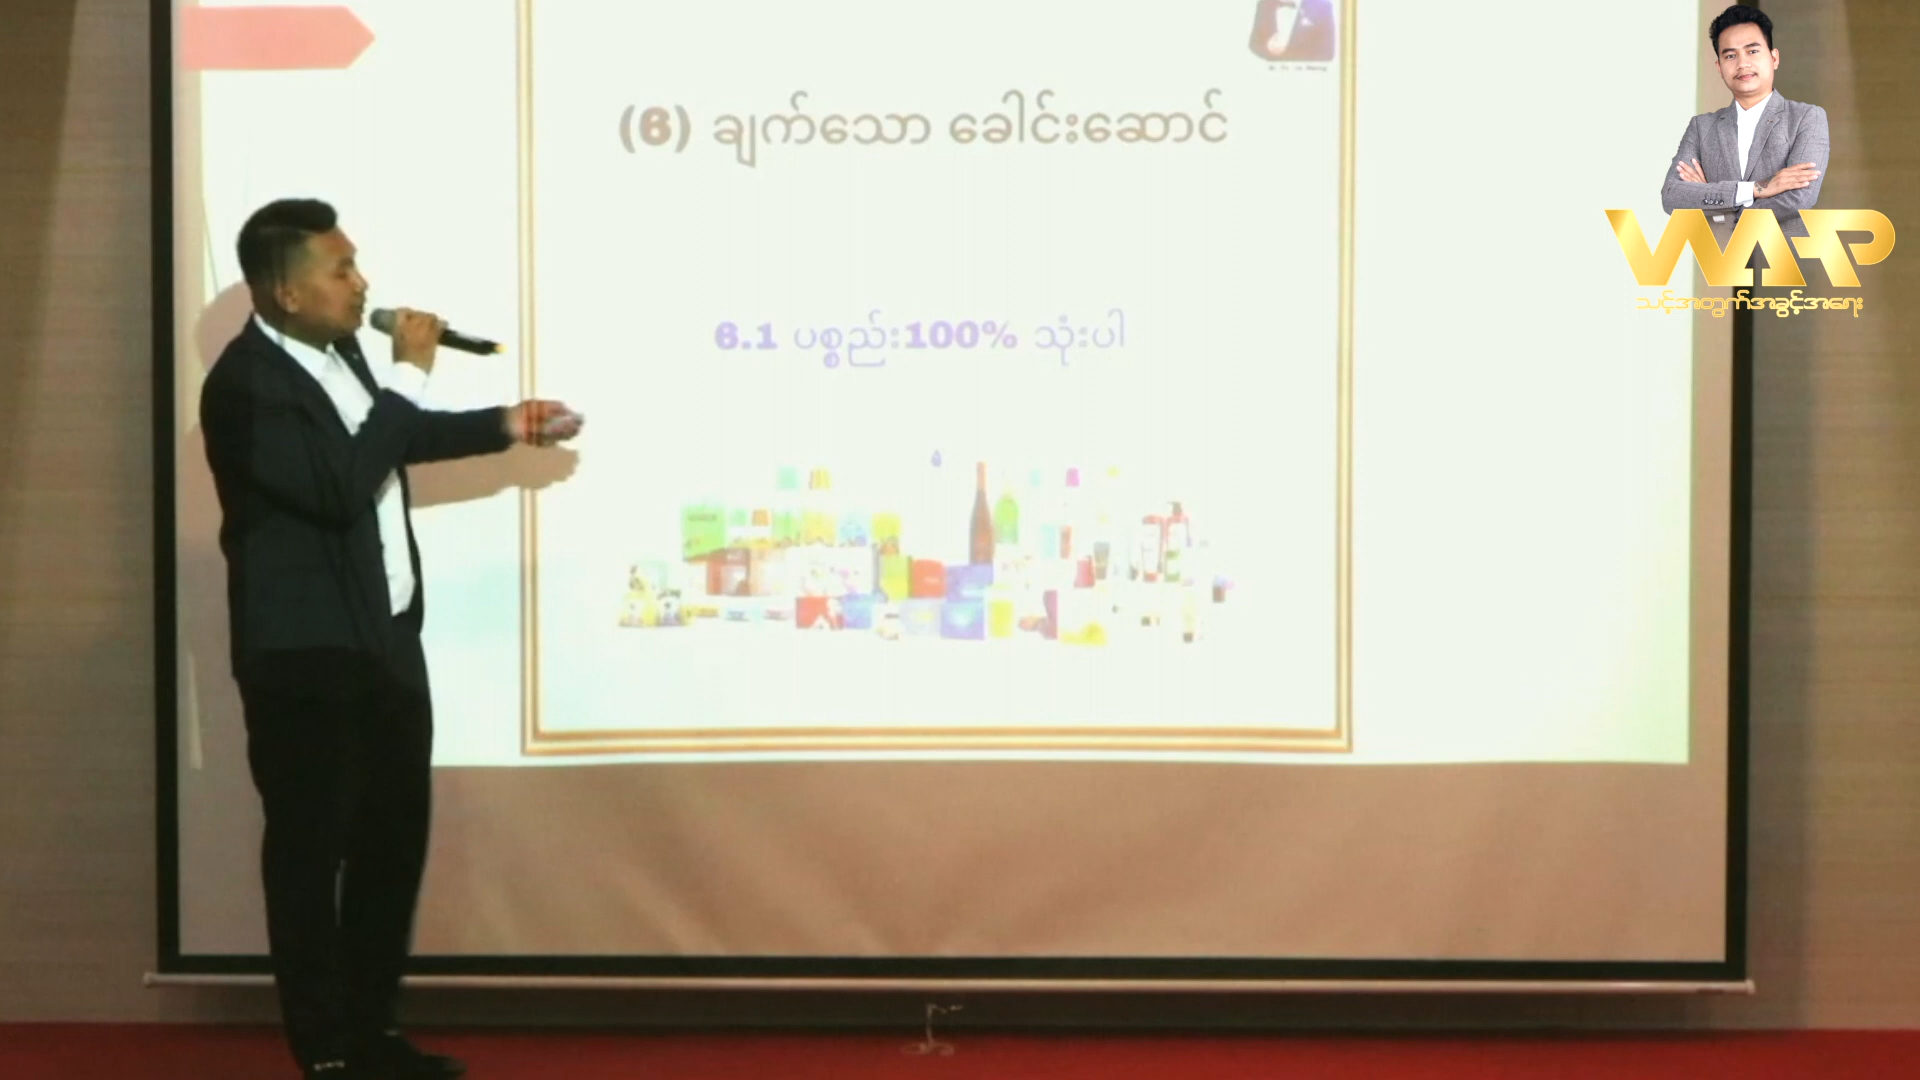 (6) ချက်သော ခေါင်းဆောင်
6.1 ပစ္စည်း100% သုံးပါ
WAP
သင့်အတွက်အခွင့်အရေး